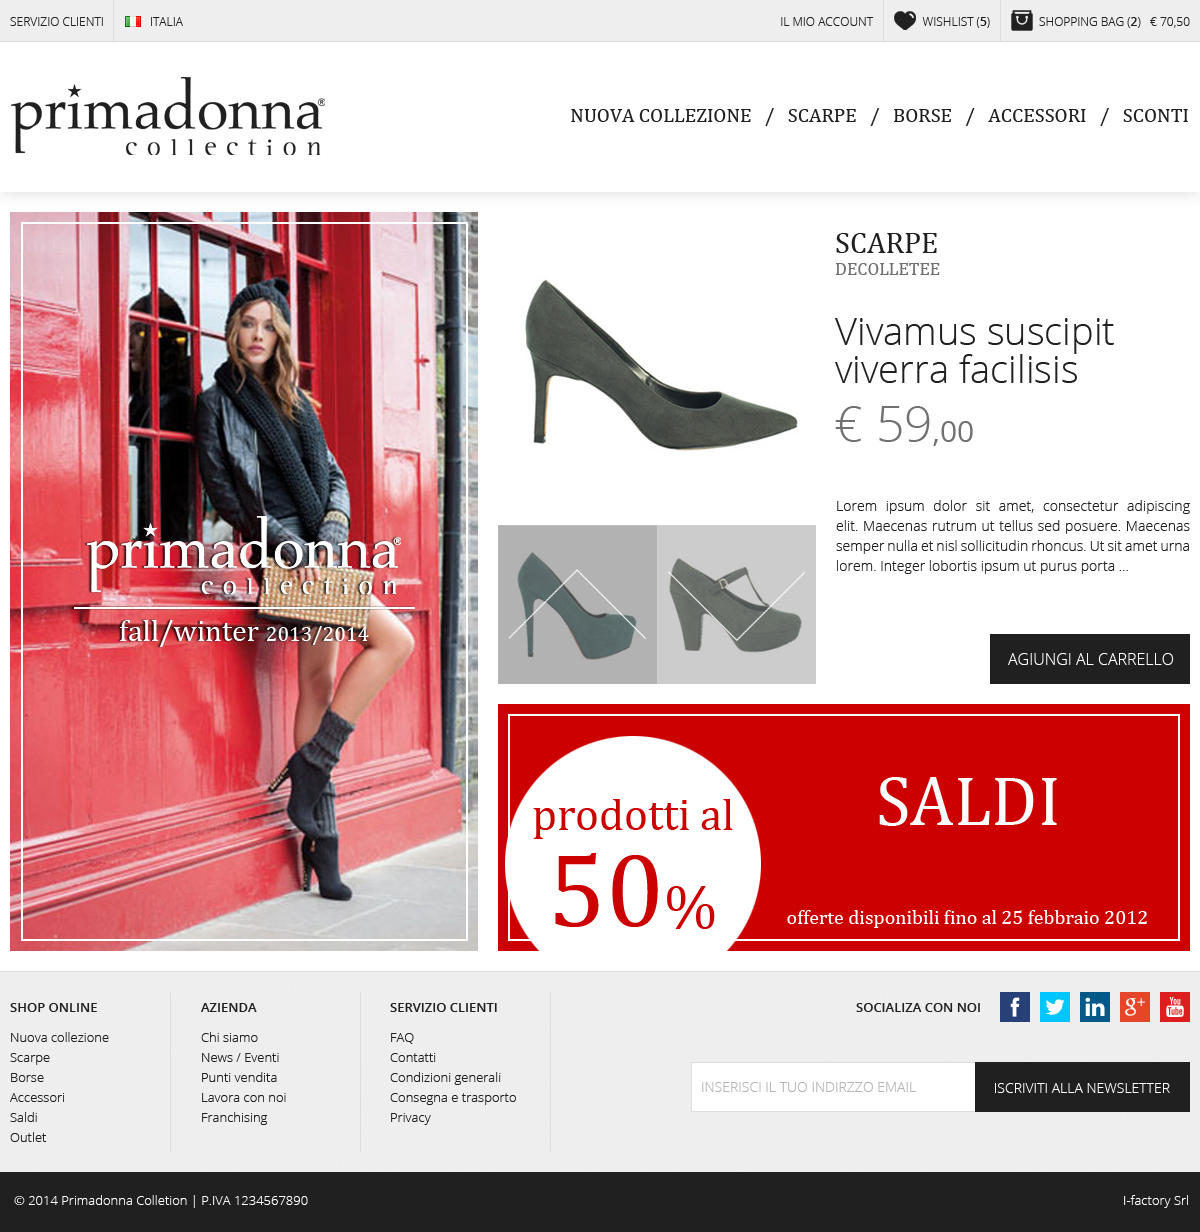 SERVIZIO CLIENTI ITALIA IL MIO ACCOUNT WISHLIST (5) SHOPPING BAG (2) € 70,50
primadonna®
collection
NUOVA COLLEZIONE / SCARPE / BORSE / ACCESSORI / SCONTI
primadonna®
collection
fall/winter 2013/2014
SCARPE
DECOLLETEE
Vivamus suscipit
viverra facilisis
€ 59,00
Lorem ipsum dolor sit amet, consectetur adipiscing
elit. Maecenas rutrum ut tellus sed posuere. Maecenas
semper nulla et nisl sollicitudin rhoncus. Ut sit amet urna
lorem. Integer lobortis ipsum ut purus porta ...
AGIUNGI AL CARRELLO
prodotti al
50%
SALDI
offerte disponibili fino al 25 febbraio 2012
SHOP ONLINE
Nuova collezione
Scarpe
Borse
Accessori
Saldi
Outlet
AZIENDA
Chi siamo
News / Eventi
Punti vendita
Lavora con noi
Franchising
SERVIZIO CLIENTI
FAQ
Contatti
Condizioni generali
Consegna e trasporto
Privacy
SOCIALIZA CON NOI f in g+ You Tube
INSERISCI IL TUO INDIRZZO EMAIL ISCRIVITI ALLA NEWSLETTER
© 2014 Primadonna Colletion | P.IVA 1234567890 I-factory Srl